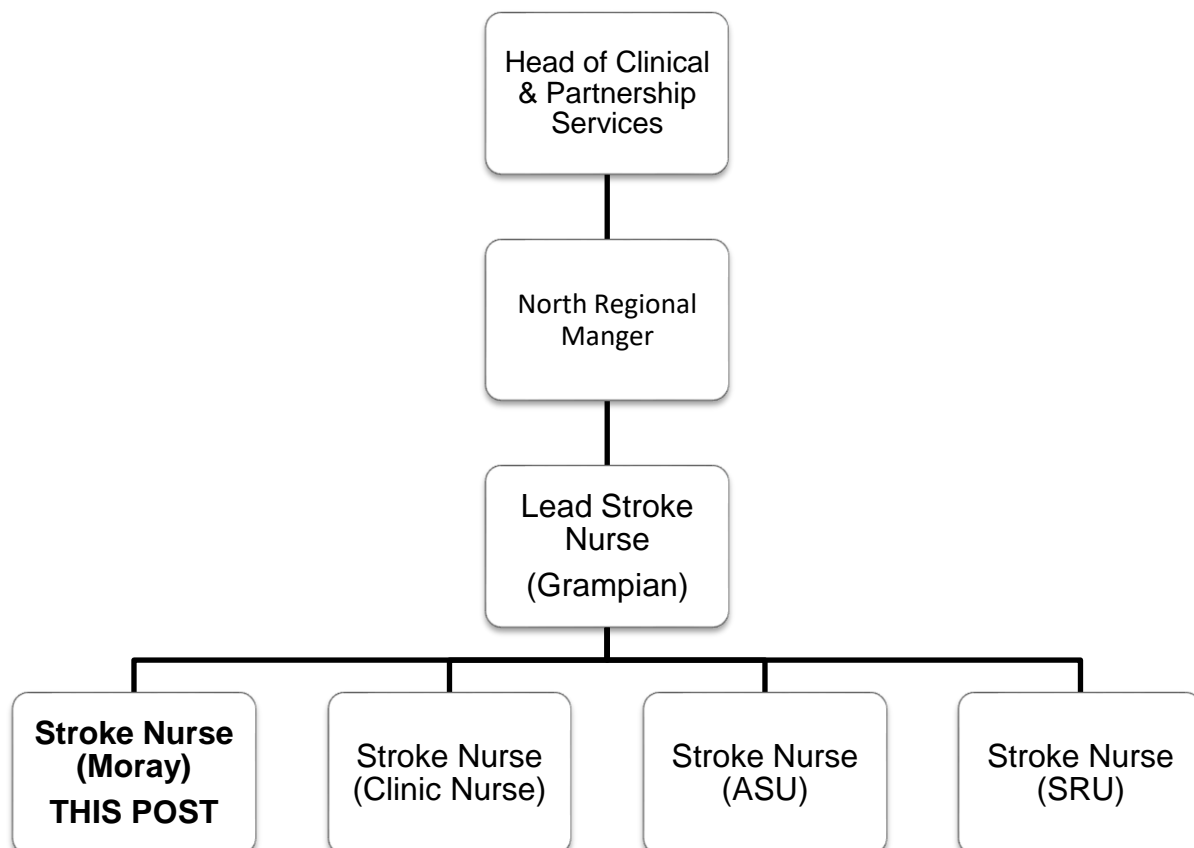 Head of Clinical
& Partnership
Services
North Regional
Manger
Lead Stroke
Nurse
(Grampian)
Stroke Nurse
(Moray)
THIS POST
Stroke Nurse
(Clinic Nurse)
Stroke Nurse
(ASU)
Stroke Nurse
(SRU)